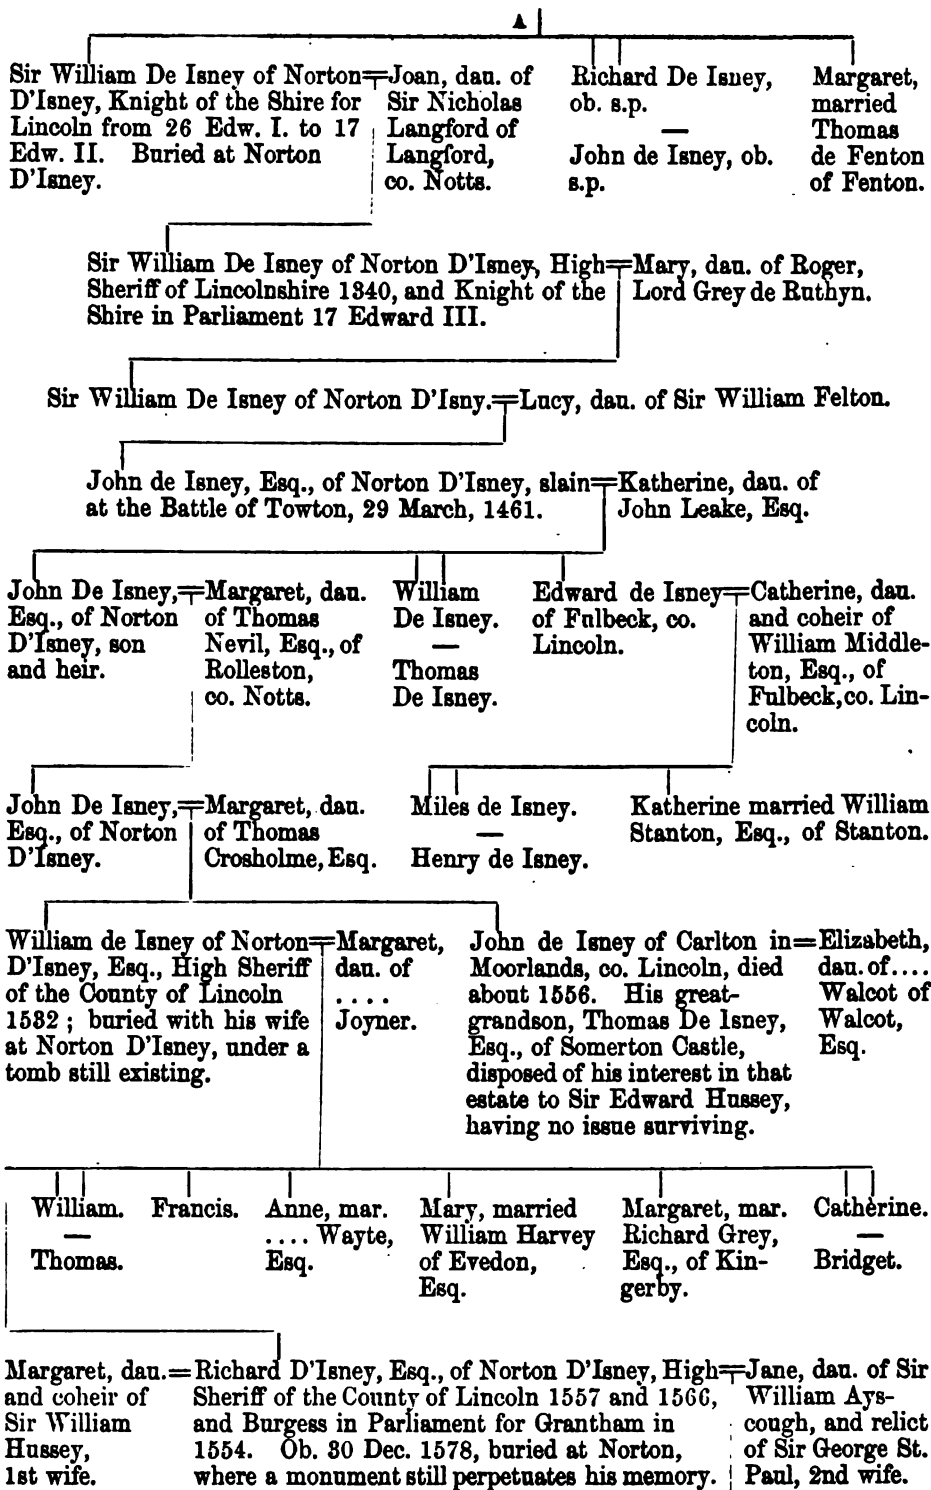 A
Sir William De Isney of Norton
D'Isney, Knight of the Shire for
Lincoln from 26 Edw. I. to 17
Edw. II. Buried at Norton
D'Isney.
Joan, dau. of
Sir Nicholas
Langford of
Langford,
co. Notts.
Richard De Isney,
ob. s.p.
—
John de Isney, ob.
s.p.
Margaret,
married
Thomas
de Fenton
of Fenton.
Sir William De Isney of Norton D'Isney, High
Sheriff of Lincolnshire 1340, and Knight of the
Shire in Parliament 17 Edward III.
Mary, dau. of Roger,
Lord Grey de Ruthyn.
Sir William De Isney of Norton D'Isny.=Lucy, dau. of Sir William Felton.
John de Isney, Esq., of Norton D'Isney, slain
at the Battle of Towton, 29 March, 1461.
Katherine, dau. of
John Leake, Esq.
John De Isney,
Esq., of Norton
D'Isney, son
and heir.
Margaret, dau.
of Thomas
Nevil, Esq., of
Rolleston,
co. Notts.
William
De Isney.
—
Thomas
De Isney.
Edward de Isney
of Fulbeck, co.
Lincoln.
Catherine, dau.
and coheir of
William Middle-
ton, Esq., of
Fulbeck, co. Lin-
coln.
John De Isney,
Esq., of Norton
D'Isney.
Margaret, dau.
of Thomas
Crosholme, Esq.
Miles de Isney.
—
Henry de Isney.
Katherine married William
Stanton, Esq., of Stanton.
William de Isney of Norton
D'Isney, Esq., High Sheriff
of the County of Lincoln
1532 ; buried with his wife
at Norton D'Isney, under a
tomb still existing.
Margaret,
dau. of
....
Joyner.
John de Isney of Carlton in
Moorlands, co. Lincoln, died
about 1556. His great-
grandson, Thomas De Isney,
Esq., of Somerton Castle,
disposed of his interest in that
estate to Sir Edward Hussey,
having no issue surviving.
Elizabeth,
dau. of....
Walcot of
Walcot,
Esq.
William.
—
Thomas.
Francis.
Anne, mar.
.... Wayte,
Esq.
Mary, married
William Harvey
of Evedon,
Esq.
Margaret, mar.
Richard Grey,
Esq., of Kin-
gerby.
Catherine.
—
Bridget.
Margaret, dau.
and coheir of
Sir William
Hussey,
1st wife.
Richard D'Isney, Esq., of Norton D'Isney, High
Sheriff of the County of Lincoln 1557 and 1566,
and Burgess in Parliament for Grantham in
1554. Ob. 30 Dec. 1578, buried at Norton,
where a monument still perpetuates his memory.
Jane, dau. of Sir
William Ays-
cough, and relict
of Sir George St.
Paul, 2nd wife.